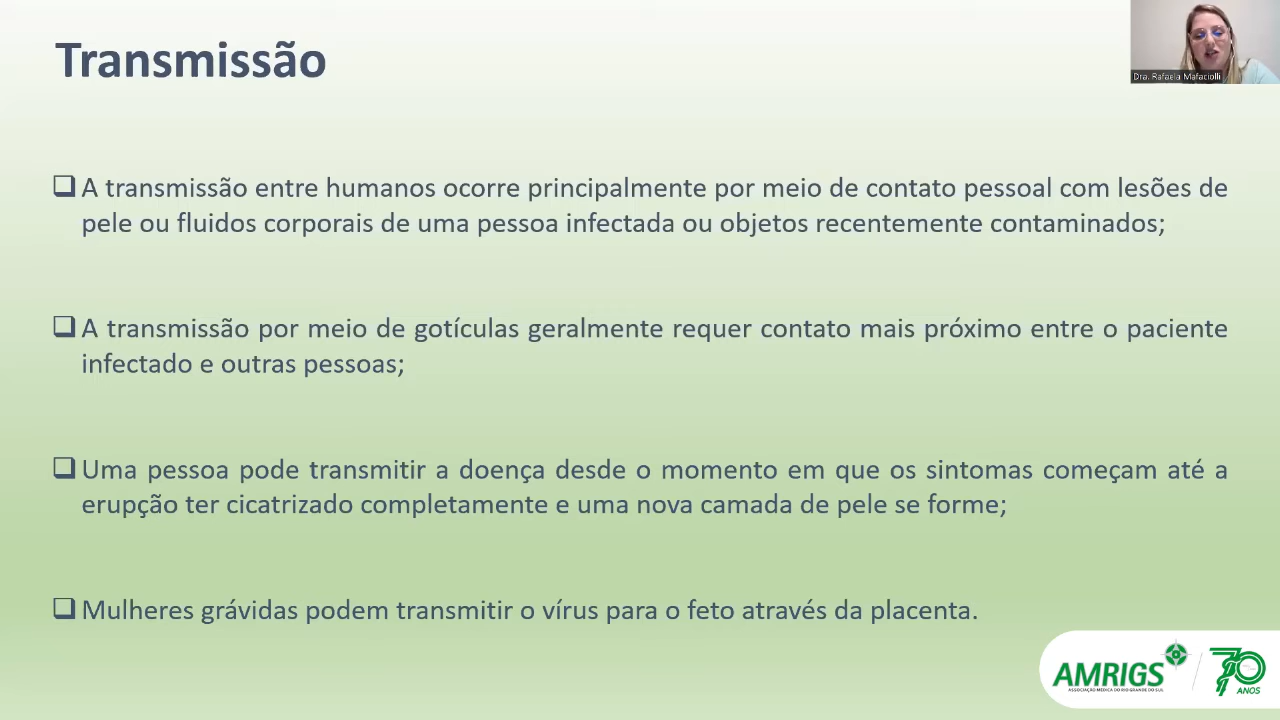 Transmissão
Dra. Rafaela Mafaciolli
❑ A transmissão entre humanos ocorre principalmente por meio de contato pessoal com lesões de
pele ou fluidos corporais de uma pessoa infectada ou objetos recentemente contaminados;
❑ A transmissão por meio de gotículas geralmente requer contato mais próximo entre o paciente
infectado e outras pessoas;
❑ Uma pessoa pode transmitir a doença desde o momento em que os sintomas começam até a
erupção ter cicatrizado completamente e uma nova camada de pele se forme;
❑ Mulheres grávidas podem transmitir o vírus para o feto através da placenta.
AMRIGS
ASSOCIAÇÃO MÉDICA DO RIO GRANDE DO SUL
70
ANOS